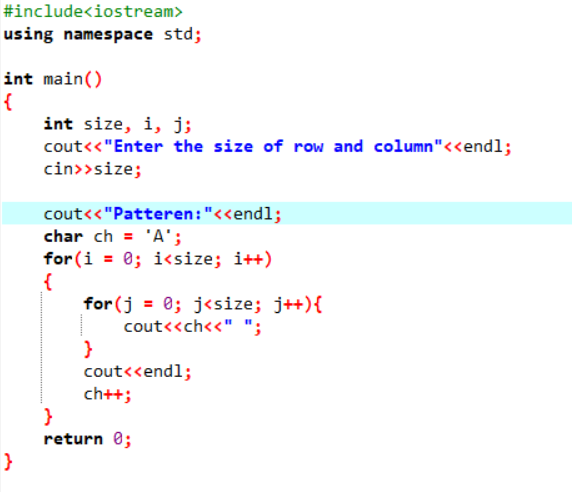 #include<iostream>
using namespace std;
int main()
{
int size, i, j;
cout<<"Enter the size of row and column"<<endl;
cin>>size;
cout<<"Patteren:"<<endl;
char ch = 'A';
for(i = 0; i<size; i++)
{
for(j = 0; j<size; j++){
cout<<ch<<" ";
}
cout<<endl;
ch++;
}
return 0;
}